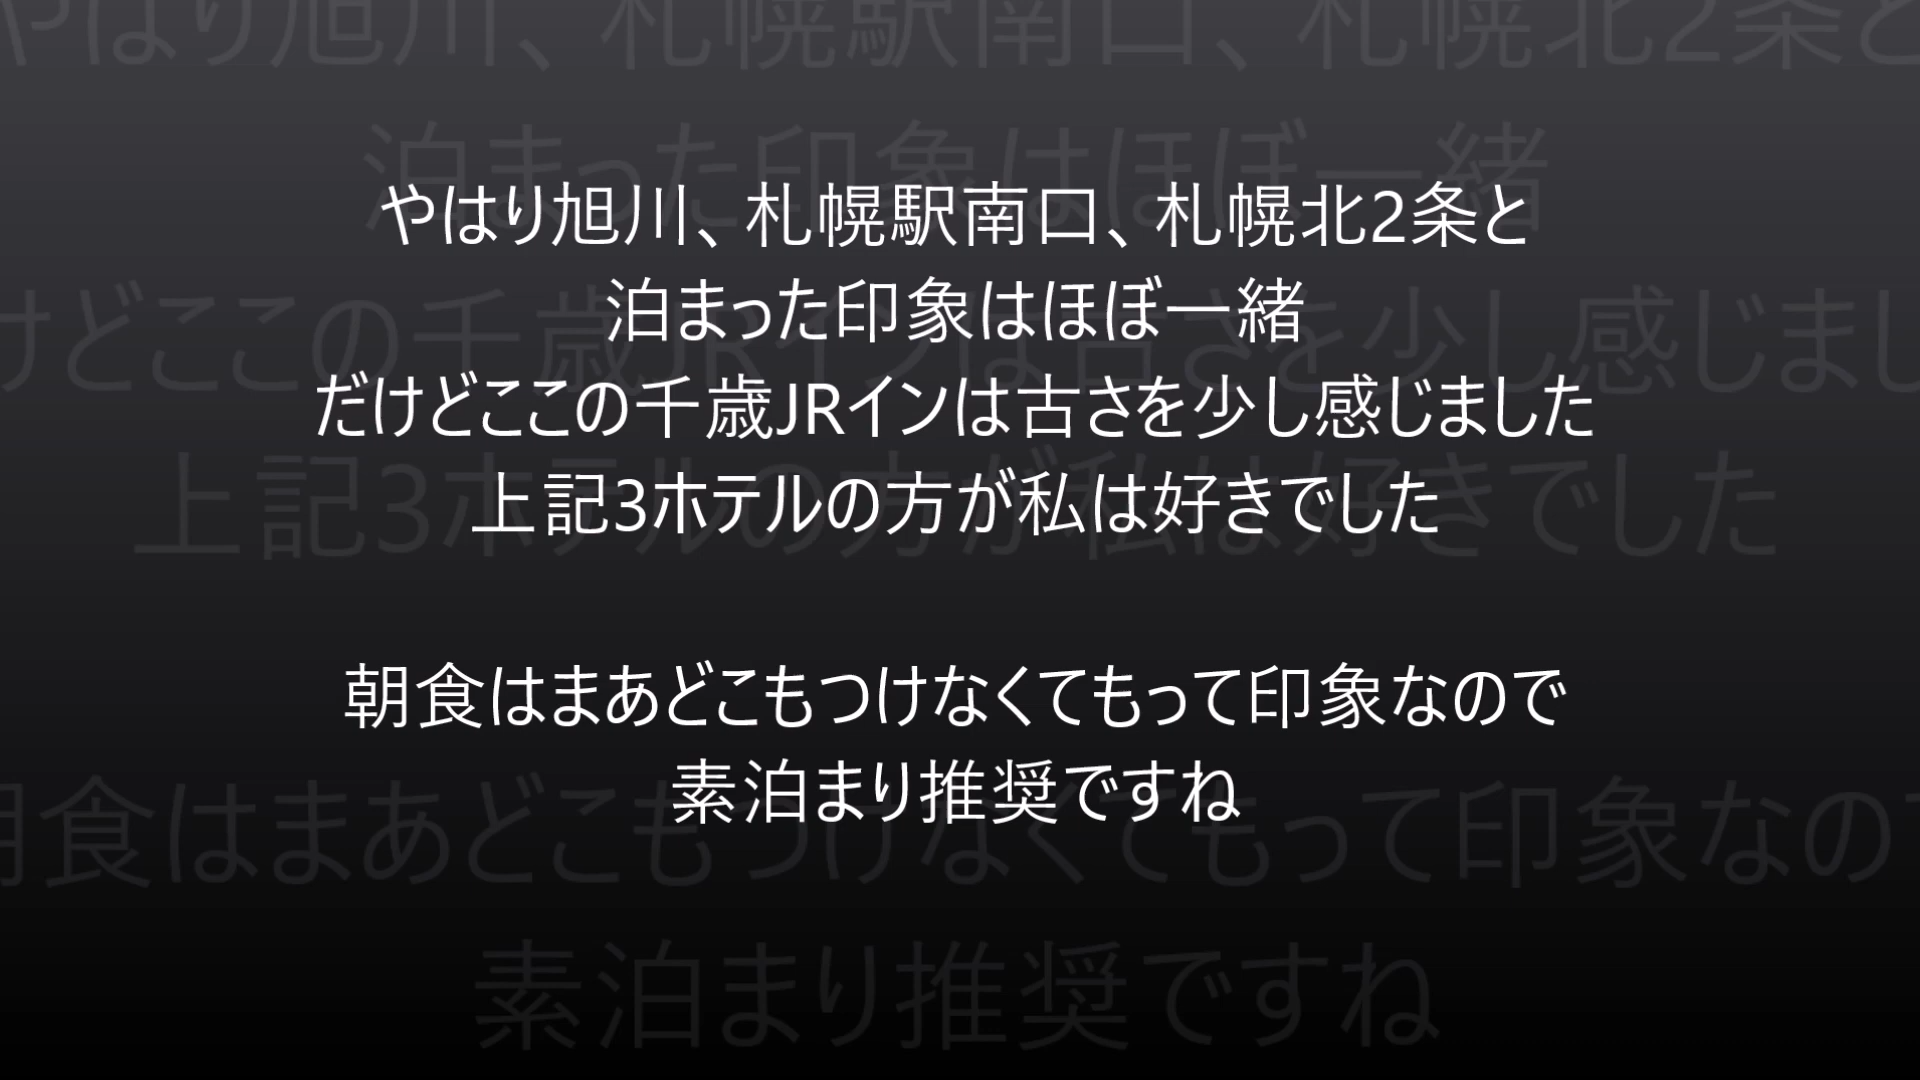 やはり旭川、札幌駅南口、札幌北2条と
泊まった印象はほぼ一緒
だけどここの千歳JRインは古さを少し感じました
上記3ホテルの方が私は好きでした
朝食はまあどこもつけなくてもって印象なので
素泊まり推奨ですね